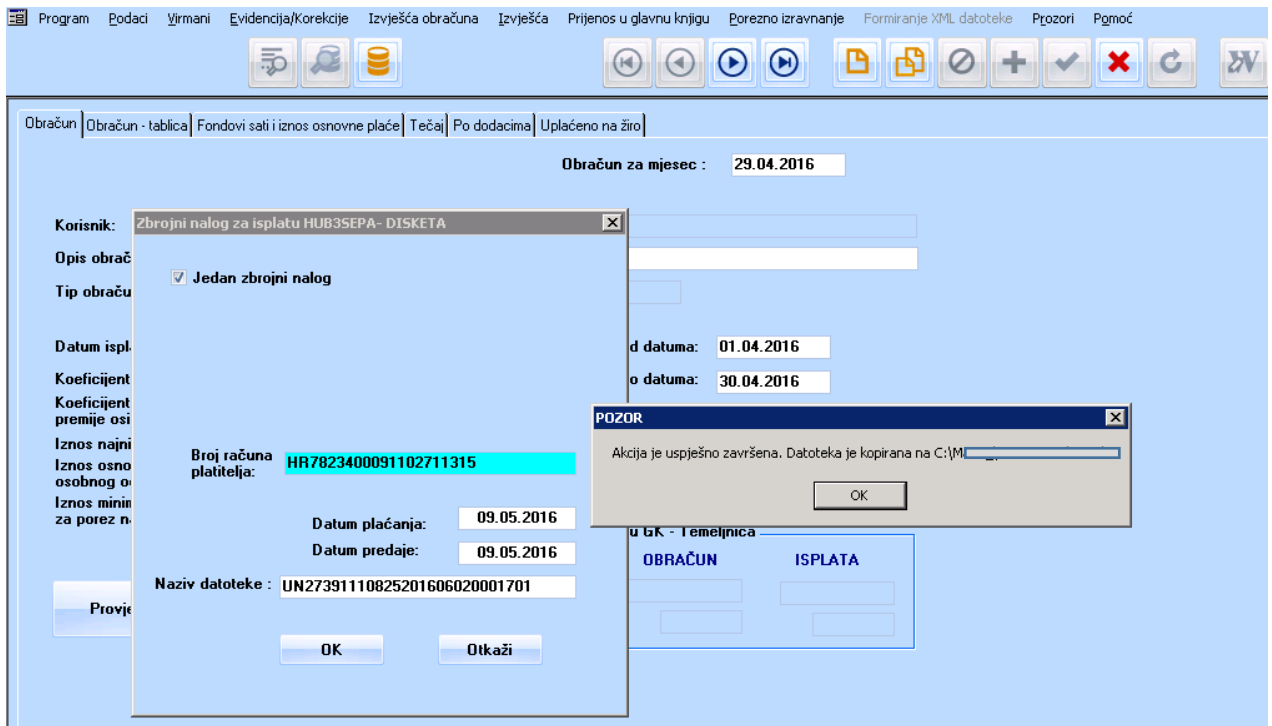 Program Podaci Virmani Evidencija/Korekcije Izvješća obračuna Izvješća Prijenos u glavnu knjigu Porezno izravnanje Formiranje XML datoteke Prozori Pomoć
Obračun Obračun - tablica Fondovi sati i iznos osnovne plaće Tečaj Po dodacima Uplaćeno na žiro
Obračun za mjesec : 29.04.2016
Korisnik:
Opis obrač
Tip obraču
Datum ispl
Koeficijent
Koeficijent
premije osi
Iznos najni
Iznos osno
osobnog o
Iznos minim
za porez n
Provje
Zbrojni nalog za isplatu HUB3SEPA- DISKETA
Jedan zbrojni nalog
Broj računa
platitelja: HR7823400091102711315
Datum plaćanja: 09.05.2016
Datum predaje: 09.05.2016
Naziv datoteke : UN27391110825201606020001701
OK Otkaži
d datuma: 01.04.2016
o datuma: 30.04.2016
POZOR
Akcija je uspješno završena. Datoteka je kopirana na C:\M
OK
u GK - Temeljnica
OBRAČUN ISPLATA